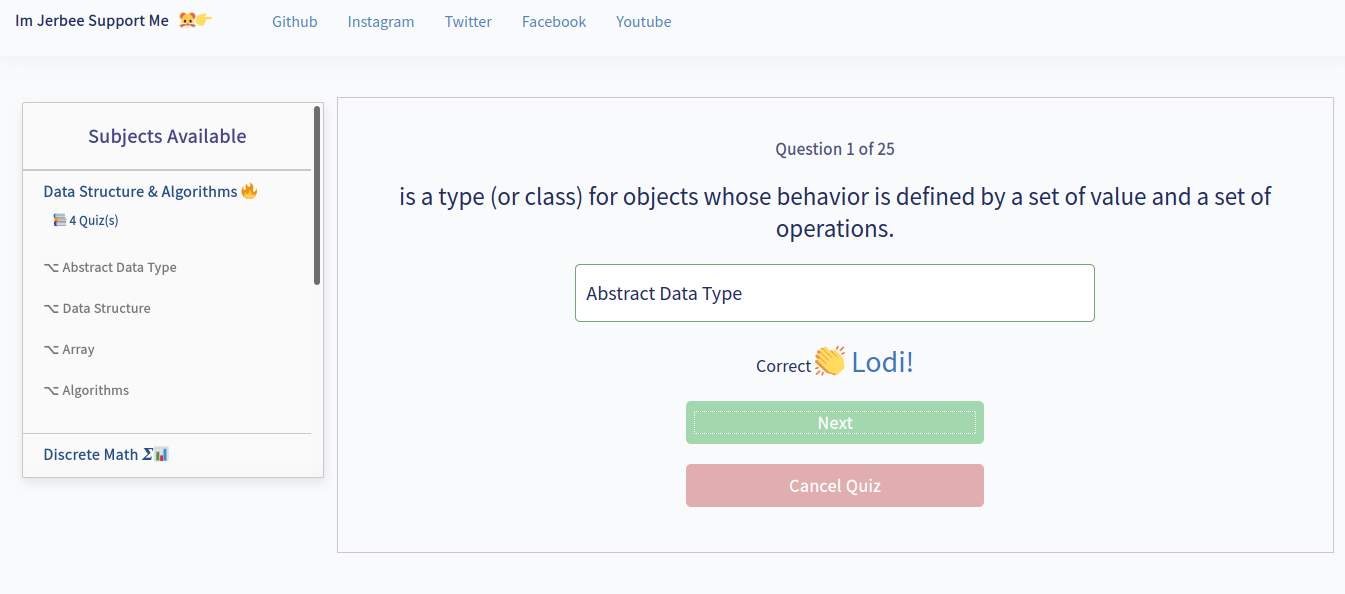 Im Jerbee Support Me 🐹👉 Github Instagram Twitter Facebook Youtube
Subjects Available
Data Structure & Algorithms 🔥
📚 4 Quiz(s)
⌥ Abstract Data Type
⌥ Data Structure
⌥ Array
⌥ Algorithms
Discrete Math 𝜮📊
Question 1 of 25
is a type (or class) for objects whose behavior is defined by a set of value and a set of
operations.
Abstract Data Type
Correct 👏 Lodi!
Next
Cancel Quiz